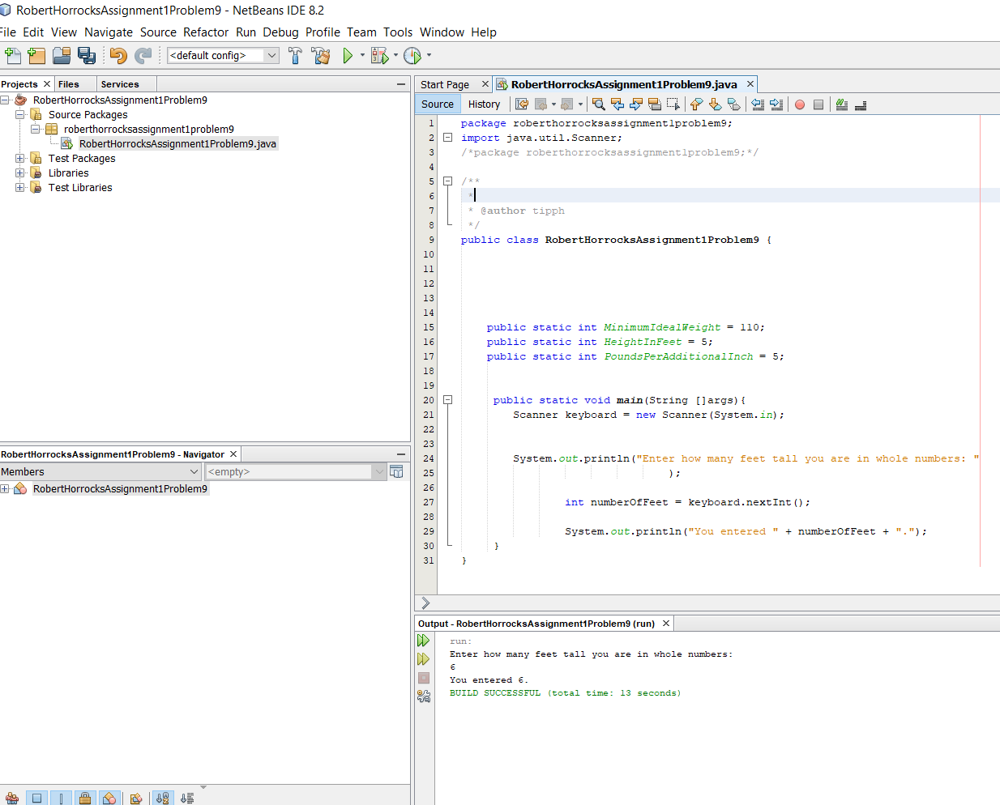 RobertHorrocksAssignment1Problem9 - NetBeans IDE 8.2
File Edit View Navigate Source Refactor Run Debug Profile Team Tools Window Help
<default config>
Projects Files Services
RobertHorrocksAssignment1Problem9
Source Packages
roberthorrocksassignment1problem9
RobertHorrocksAssignment1Problem9.java
Test Packages
Libraries
Test Libraries
RobertHorrocksAssignment1Problem9 - Navigator
Members <empty>
RobertHorrocksAssignment1Problem9
Start Page RobertHorrocksAssignment1Problem9.java
Source History
1 package roberthorrocksassignment1problem9;
2 import java.util.Scanner;
3 /*package roberthorrocksassignment1problem9;*/
4
5 /**
6 *
7 * @author tipph
8 */
9 public class RobertHorrocksAssignment1Problem9 {
10
11
12
13
14
15 public static int MinimumIdealWeight = 110;
16 public static int HeightInFeet = 5;
17 public static int PoundsPerAdditionalInch = 5;
18
19
20 public static void main(String []args){
21 Scanner keyboard = new Scanner(System.in);
22
23
24 System.out.println("Enter how many feet tall you are in whole numbers: "
25 );
26
27 int numberOfFeet = keyboard.nextInt();
28
29 System.out.println("You entered " + numberOfFeet + ".");
30 }
31 }
Output - RobertHorrocksAssignment1Problem9 (run)
run:
Enter how many feet tall you are in whole numbers:
6
You entered 6.
BUILD SUCCESSFUL (total time: 13 seconds)